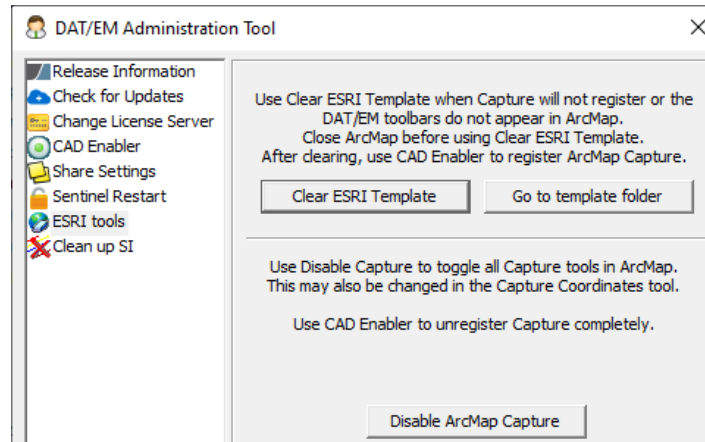 DAT/EM Administration Tool
Release Information
Check for Updates
Change License Server
CAD Enabler
Share Settings
Sentinel Restart
ESRI tools
Clean up SI
Use Clear ESRI Template when Capture will not register or the
DAT/EM toolbars do not appear in ArcMap.
Close ArcMap before using Clear ESRI Template.
After clearing, use CAD Enabler to register ArcMap Capture.
Clear ESRI Template
Go to template folder
Use Disable Capture to toggle all Capture tools in ArcMap.
This may also be changed in the Capture Coordinates tool.
Use CAD Enabler to unregister Capture completely.
Disable ArcMap Capture